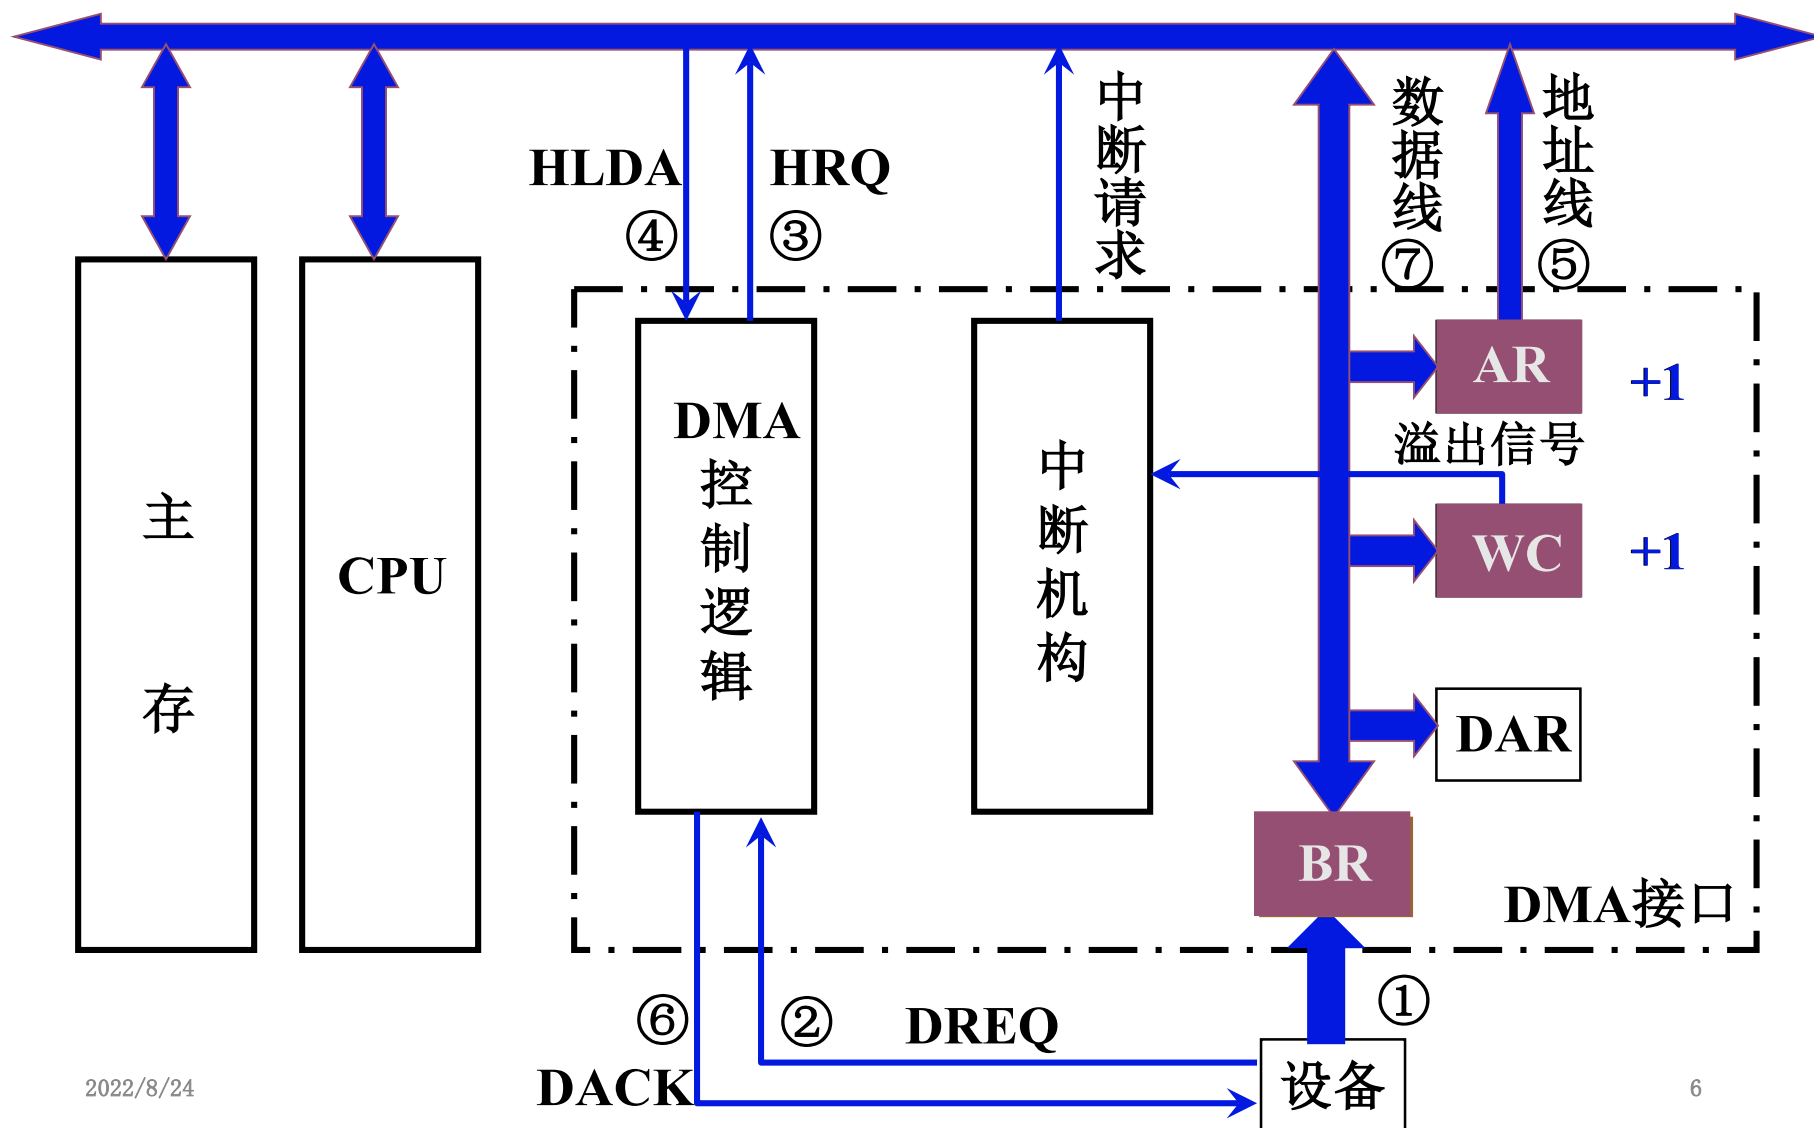 HLDA
④
HRQ
③
中断请求
数据线
⑦
地址线
⑤
主存
CPU
DMA
控制逻辑
中断机构
AR
+1
溢出信号
WC
+1
DAR
BR
DMA接口
①
⑥
②
DREQ
DACK
设备
2022/8/24
6